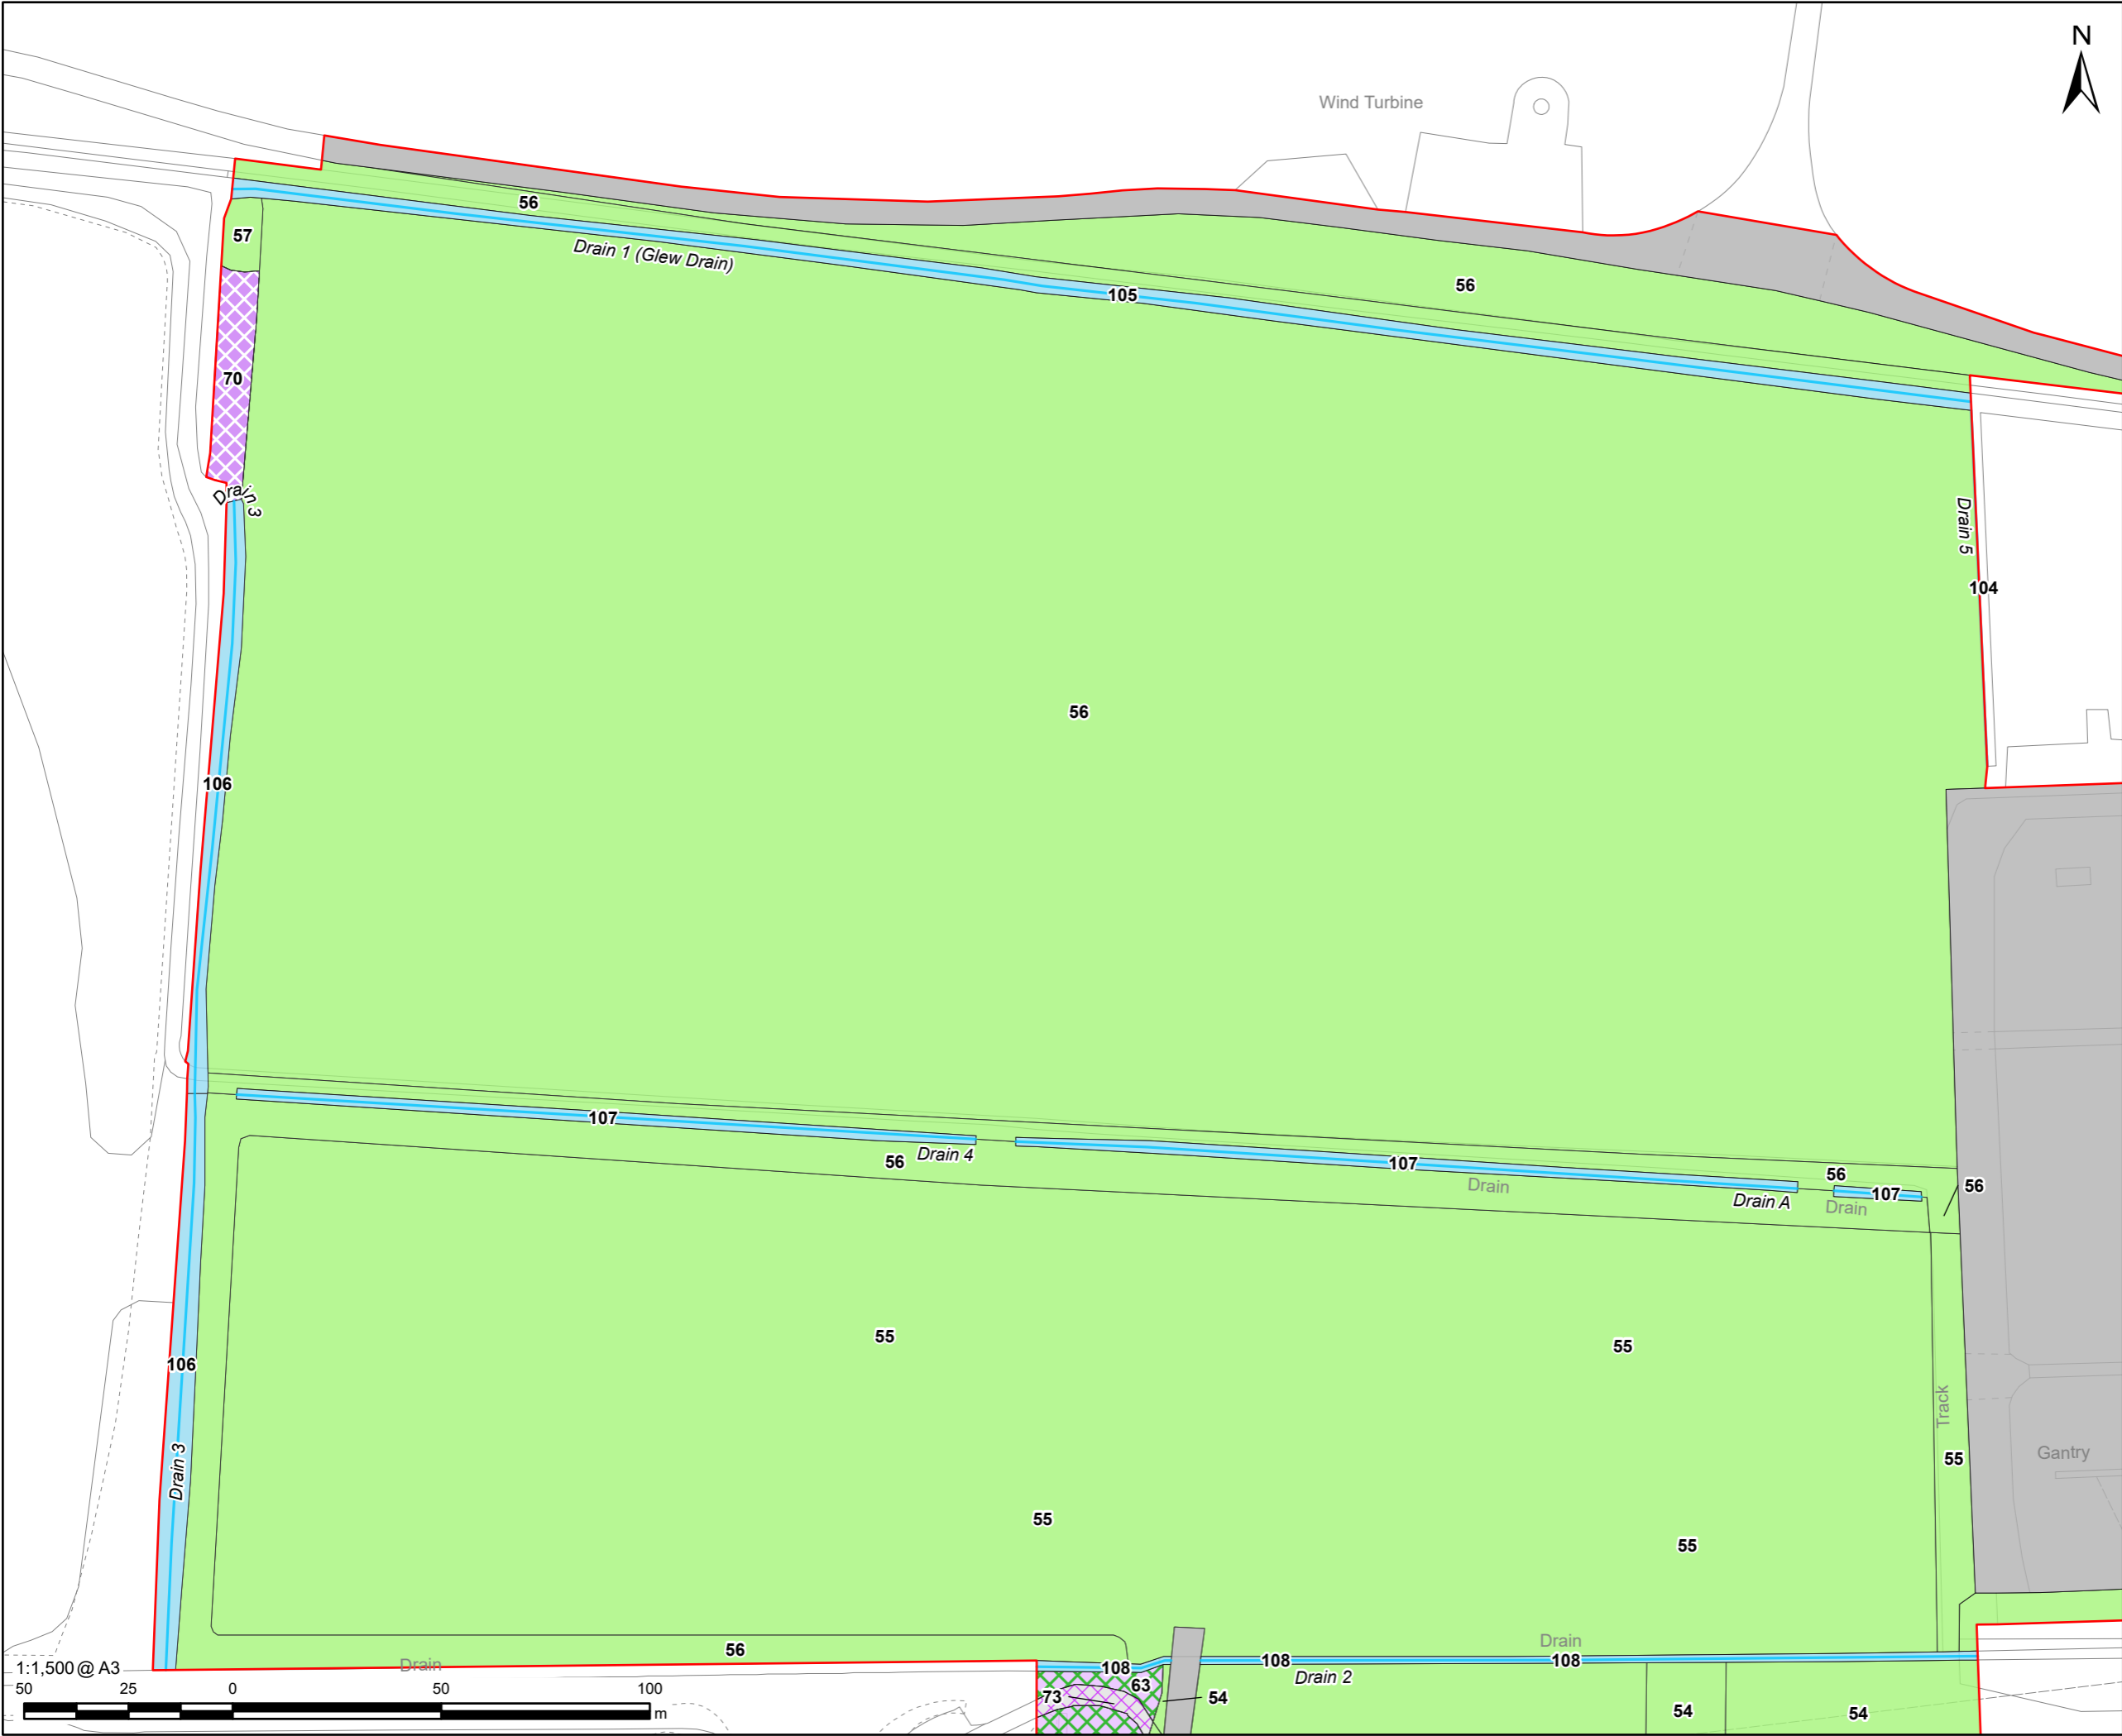 N
Wind Turbine
56
57
Drain 1 (Glew Drain)
56
105
70
Drain 3
Drain 5
104
56
106
107
Drain 4
56
107
Drain
Drain A
56
107
Drain
56
55
55
106
Track
Gantry
Drain 3
55
55
55
56
Drain
Drain
108
108
108
Drain 2
63
73
54
54
54
1:1,500 @ A3
50 25 0 50 100
m